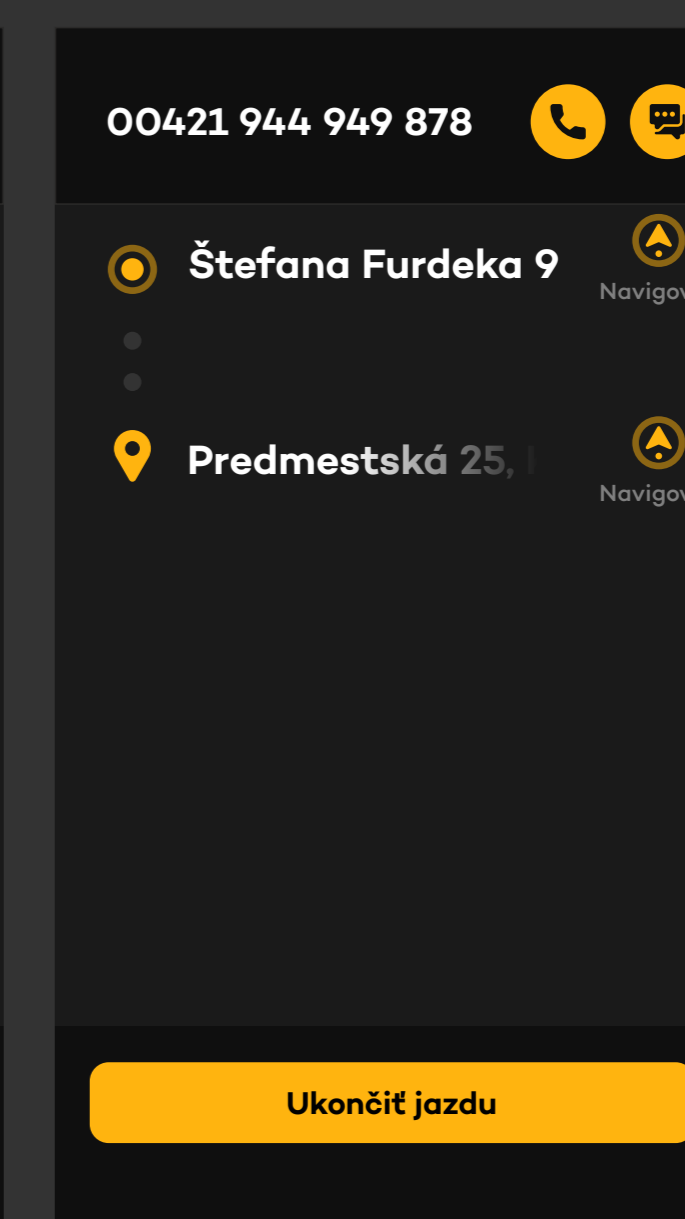 00421 944 949 878
Štefana Furdeka 9
Navigov
Predmestská 25,
Navigov
Ukončiť jazdu